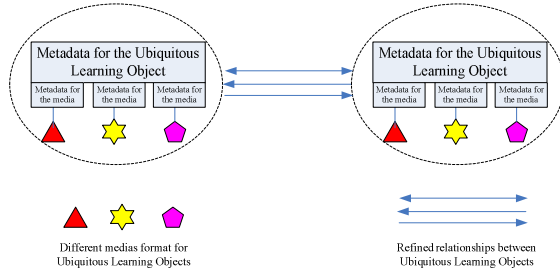 Metadata for the Ubiquitous
Learning Object
Metadata for
the media
Metadata for
the media
Metadata for
the media
Metadata for the Ubiquitous
Learning Object
Metadata for
the media
Metadata for
the media
Metadata for
the media
Different medias format for
Ubiquitous Learning Objects
Refined relationships between
Ubiquitous Learning Objects